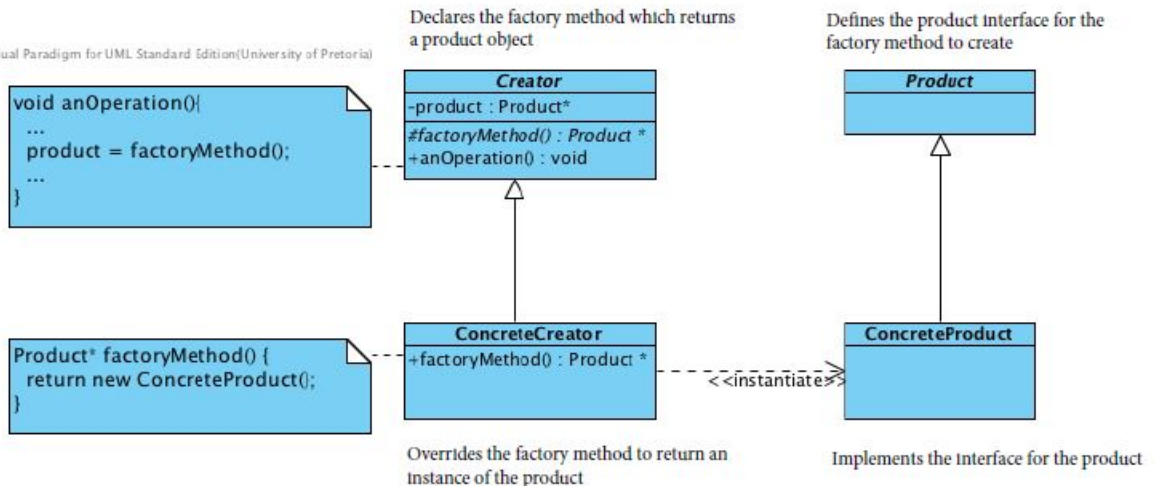 Declares the factory method which returns
a product object
Defines the product interface for the
factory method to create
ual Paradigm for UML Standard Edition(University of Pretoria)
void anOperation(){
...
product = factoryMethod();
...
}
Creator
-product : Product*
#factoryMethod() : Product *
+anOperation() : void
Product
Product* factoryMethod() {
return new ConcreteProduct();
}
ConcreteCreator
+factoryMethod() : Product *
<<instantiate>>
ConcreteProduct
Overrides the factory method to return an
instance of the product
Implements the interface for the product